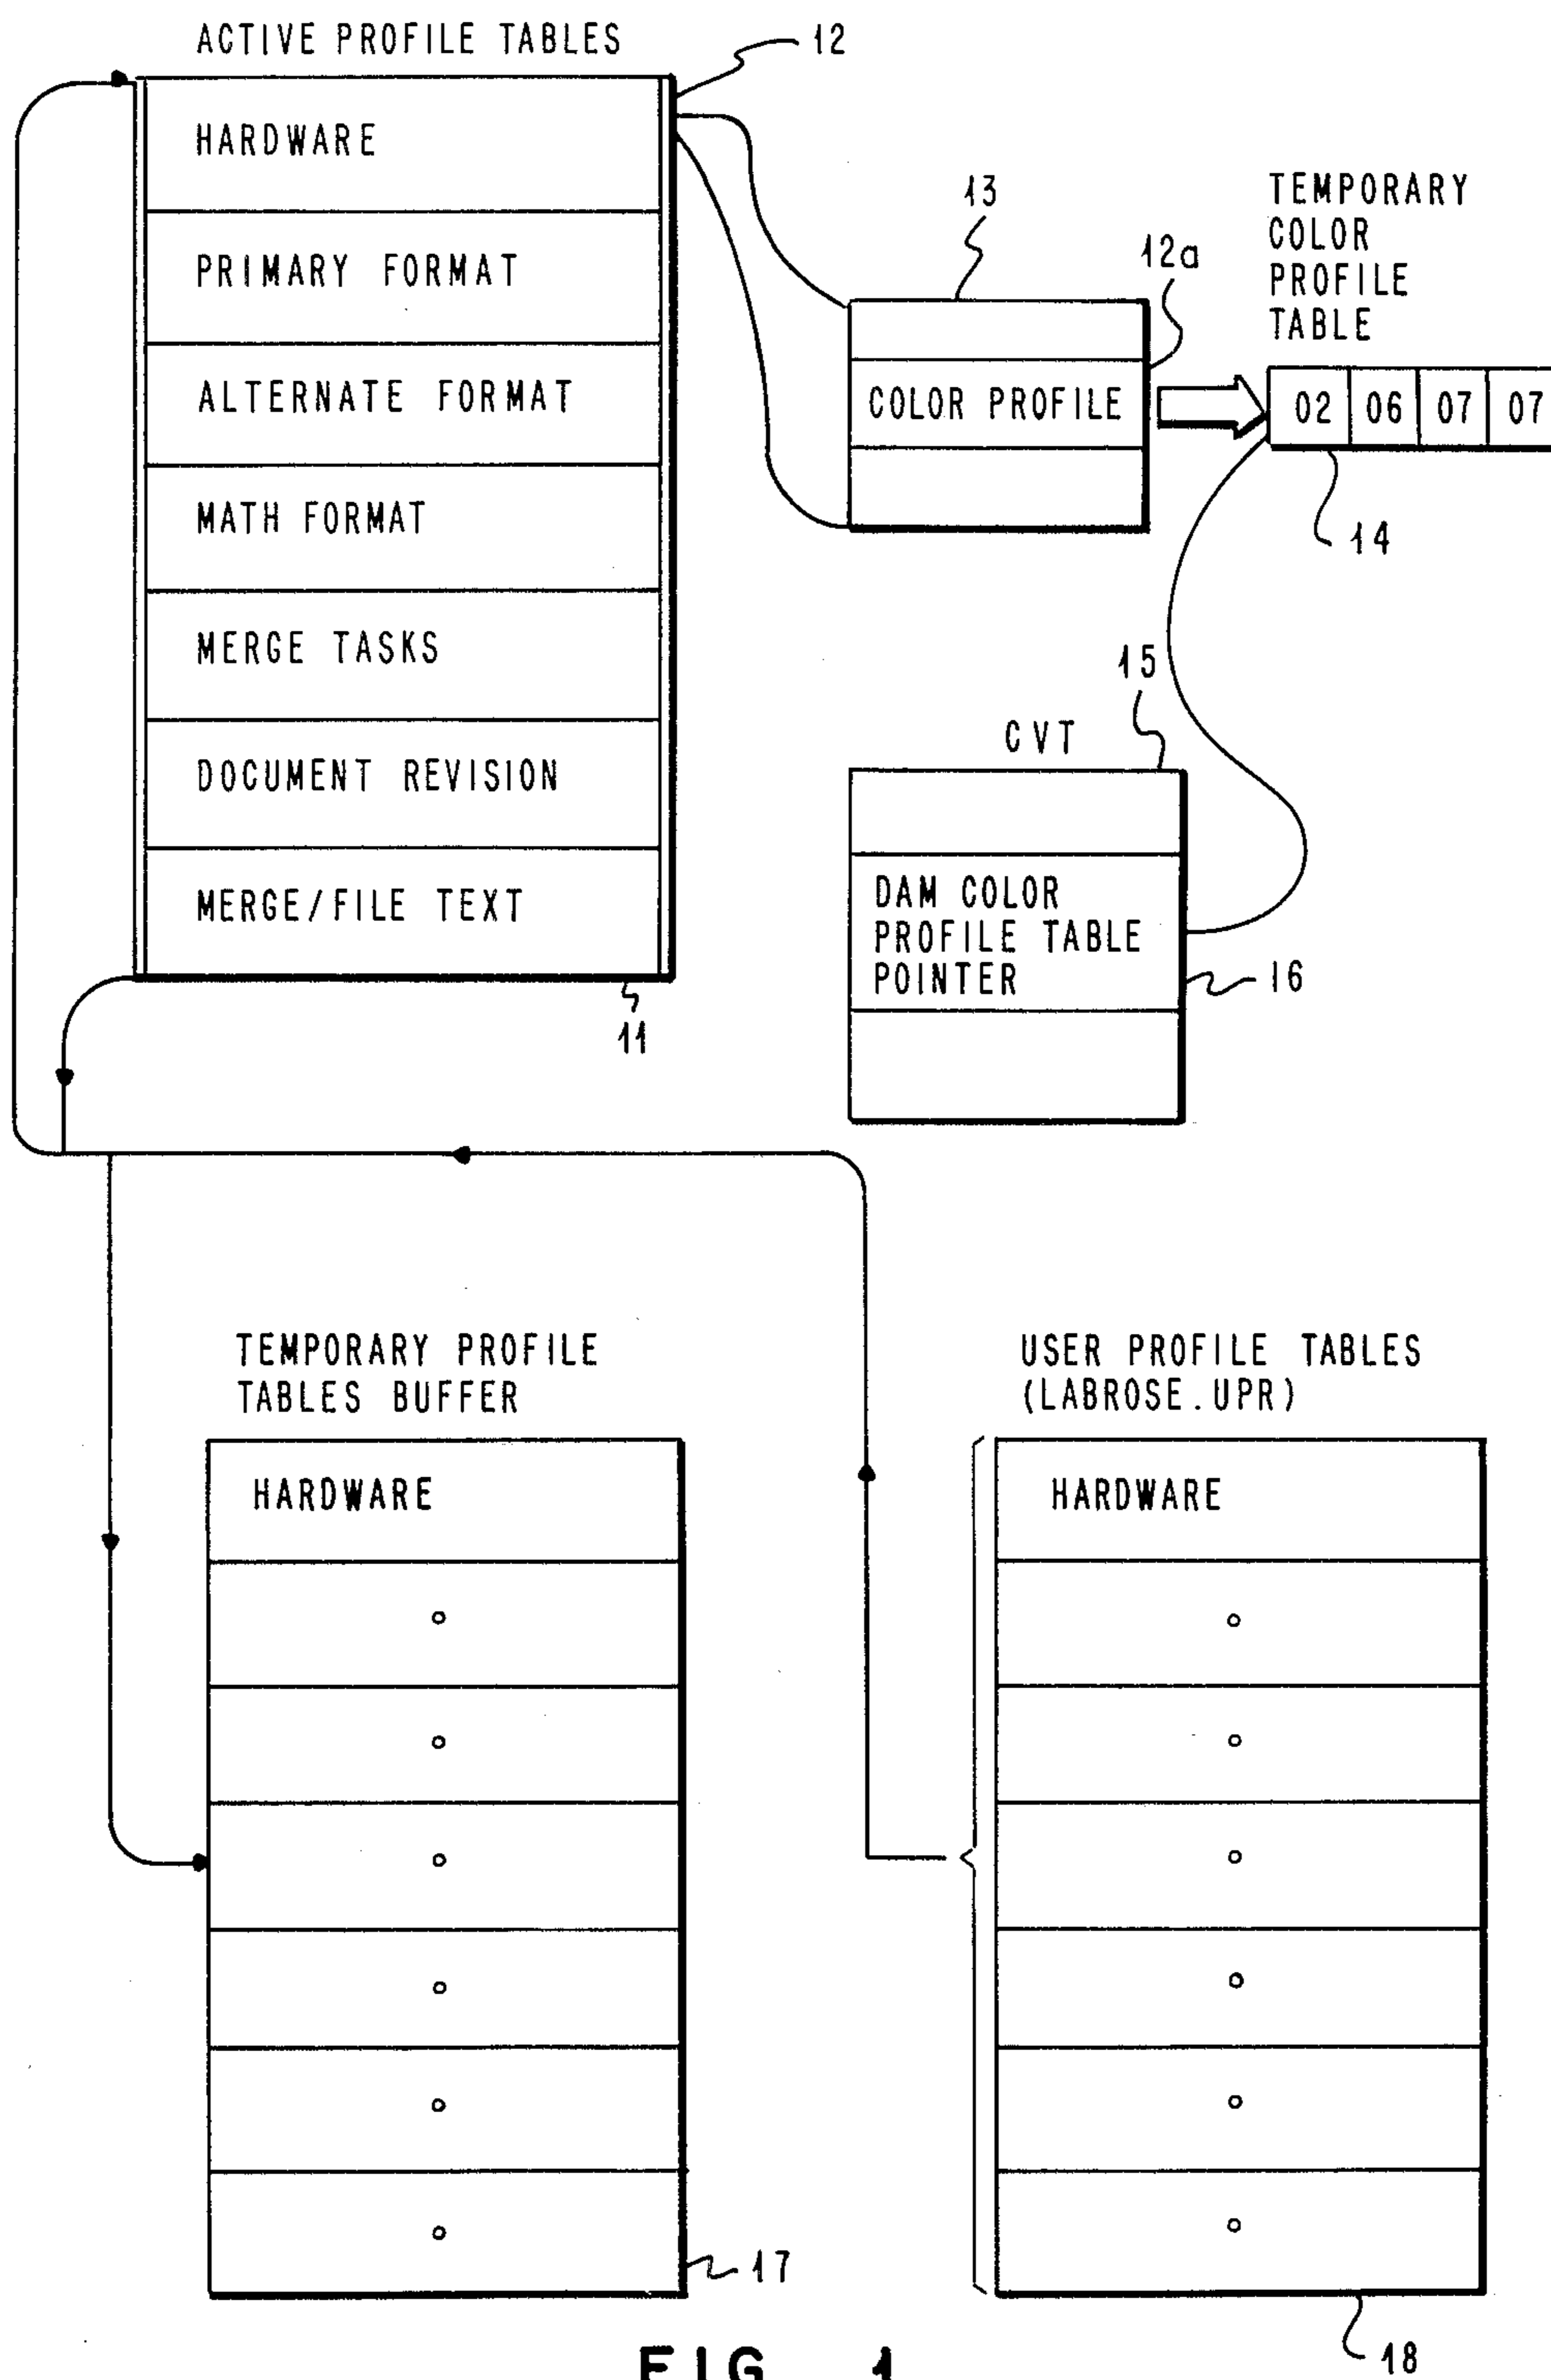 ACTIVE PROFILE TABLES
12
HARDWARE
PRIMARY FORMAT
ALTERNATE FORMAT
MATH FORMAT
MERGE TASKS
DOCUMENT REVISION
MERGE/FILE TEXT
11
13
12a
COLOR PROFILE
TEMPORARY
COLOR
PROFILE
TABLE
02 06 07 07
14
15
CVT
DAM COLOR
PROFILE TABLE
POINTER
16
TEMPORARY PROFILE
TABLES BUFFER
HARDWARE
17
USER PROFILE TABLES
(LABROSE.UPR)
HARDWARE
18
FIG. 1